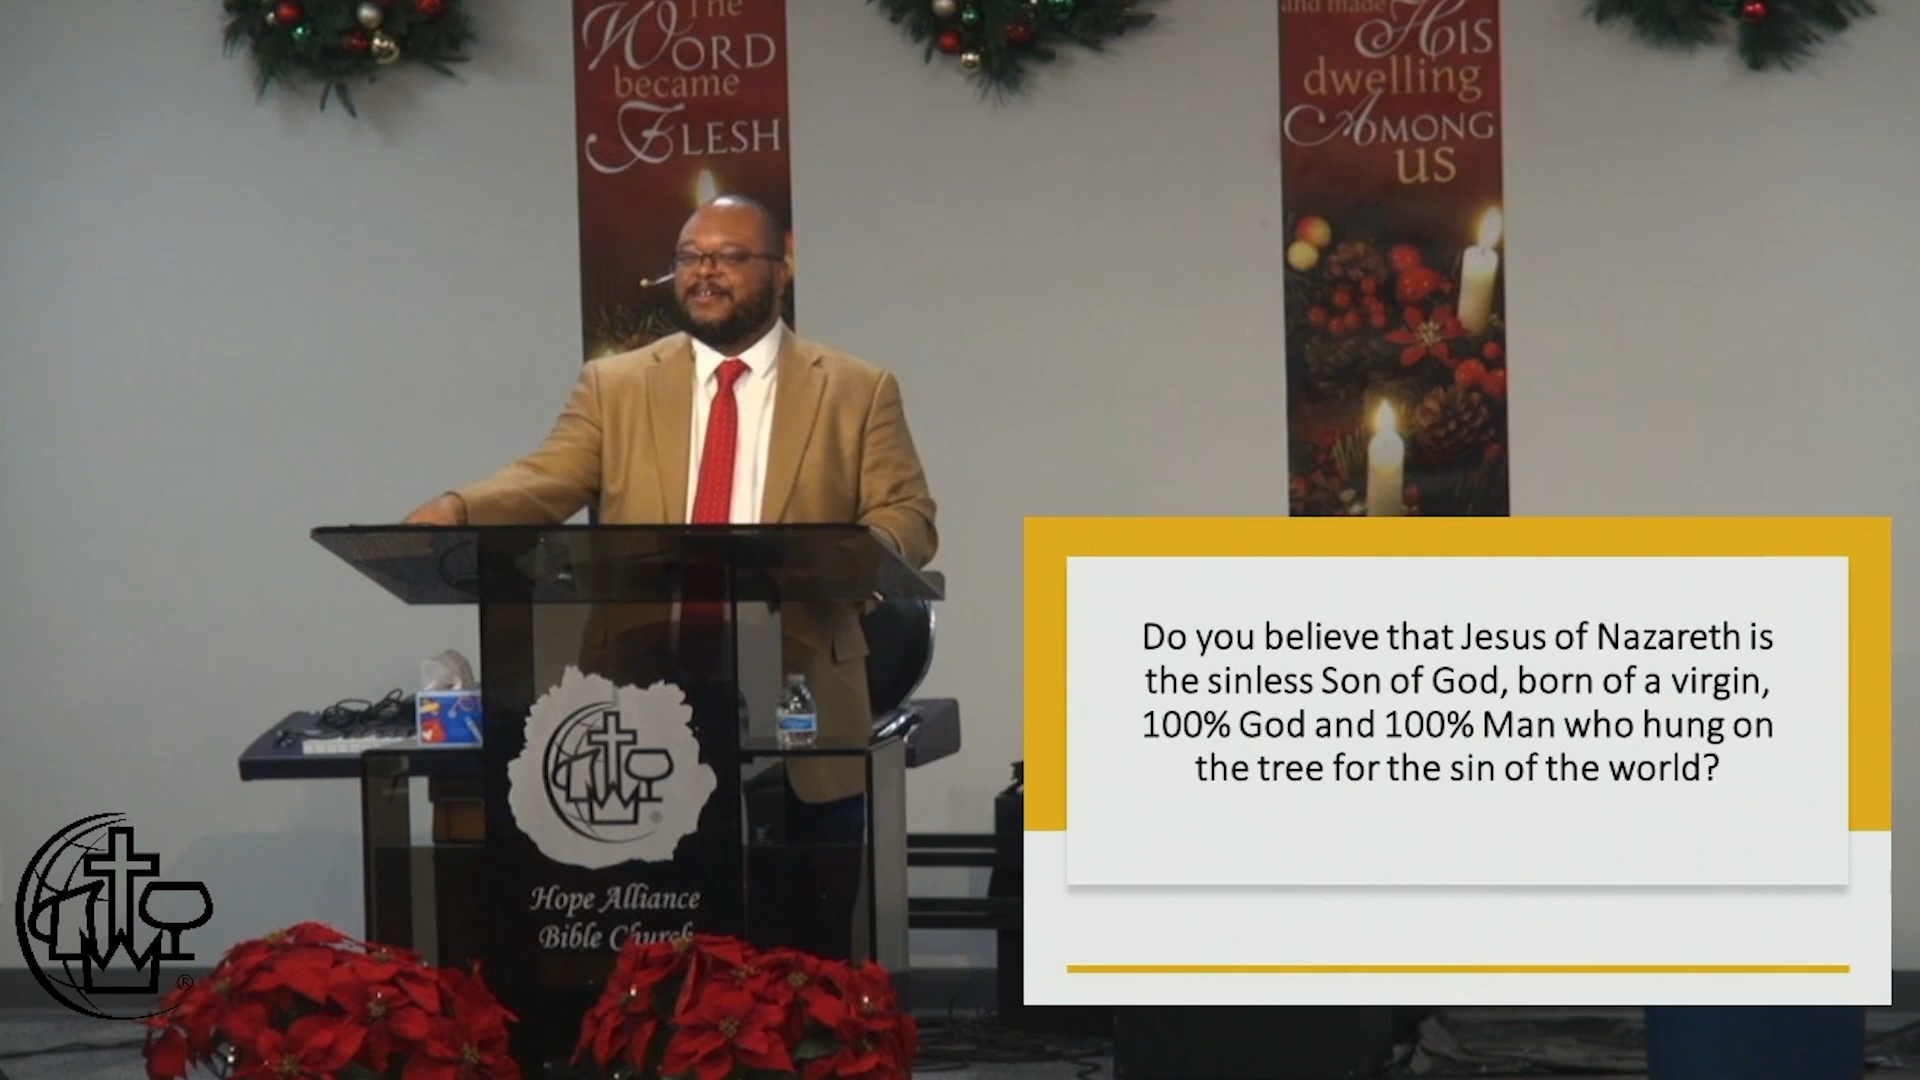 The
WORD
became
FLESH
and made HIS
dwelling
AMONG
us
Do you believe that Jesus of Nazareth is
the sinless Son of God, born of a virgin,
100% God and 100% Man who hung on
the tree for the sin of the world?
®
Hope Alliance
Bible Church
®